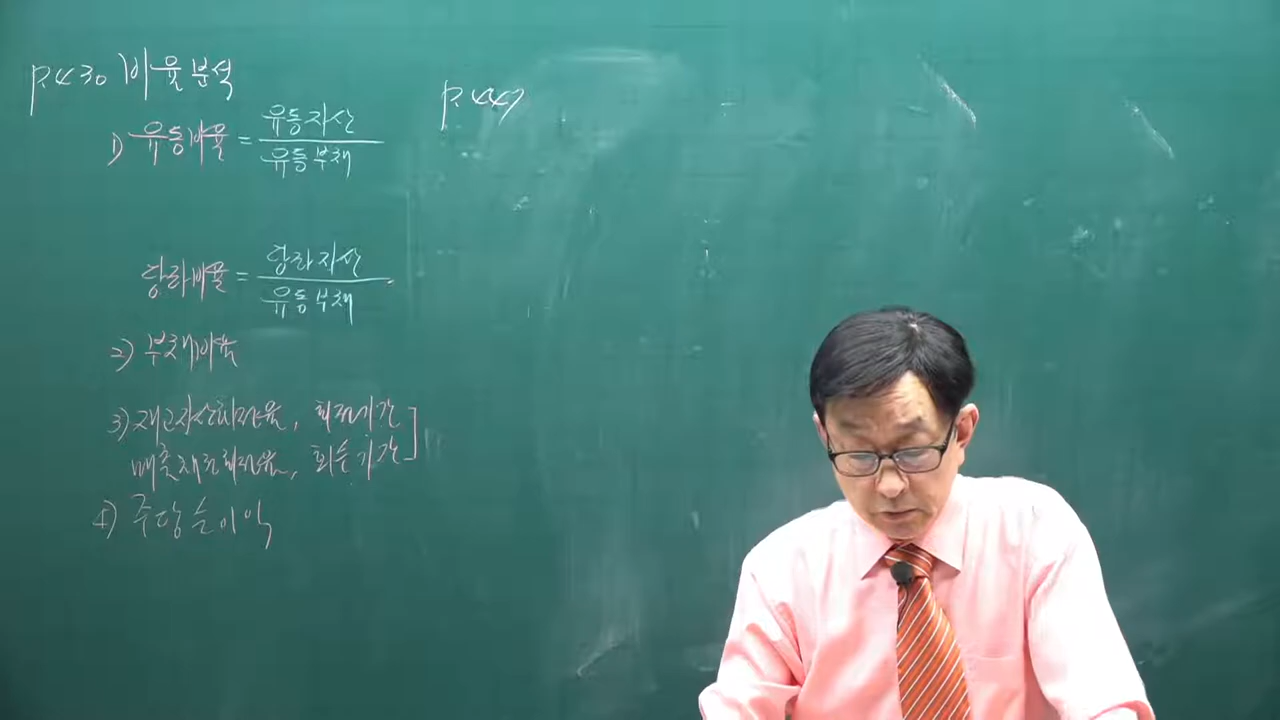 p.430 비율분석
1) 유동비율 = 유동자산
유동부채
당좌비율 = 당좌자산
유동부채
2) 부채비율
3) 재고자산회전율, 회전기간
매출채권회전율, 회수기간
4) 주당순이익
p.447